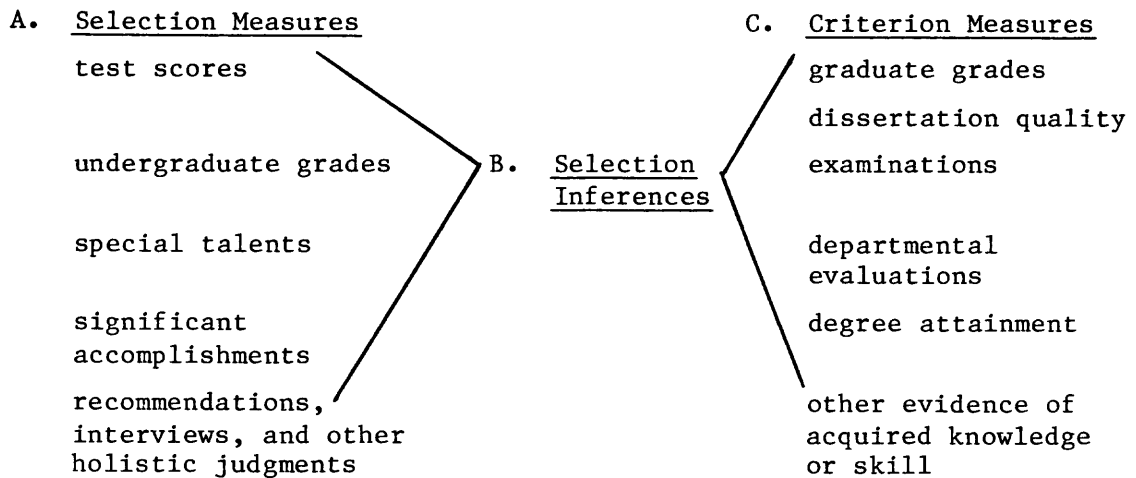 A. Selection Measures
test scores
undergraduate grades
special talents
significant
accomplishments
recommendations,
interviews, and other
holistic judgments
B. Selection
Inferences
C. Criterion Measures
graduate grades
dissertation quality
examinations
departmental
evaluations
degree attainment
other evidence of
acquired knowledge
or skill